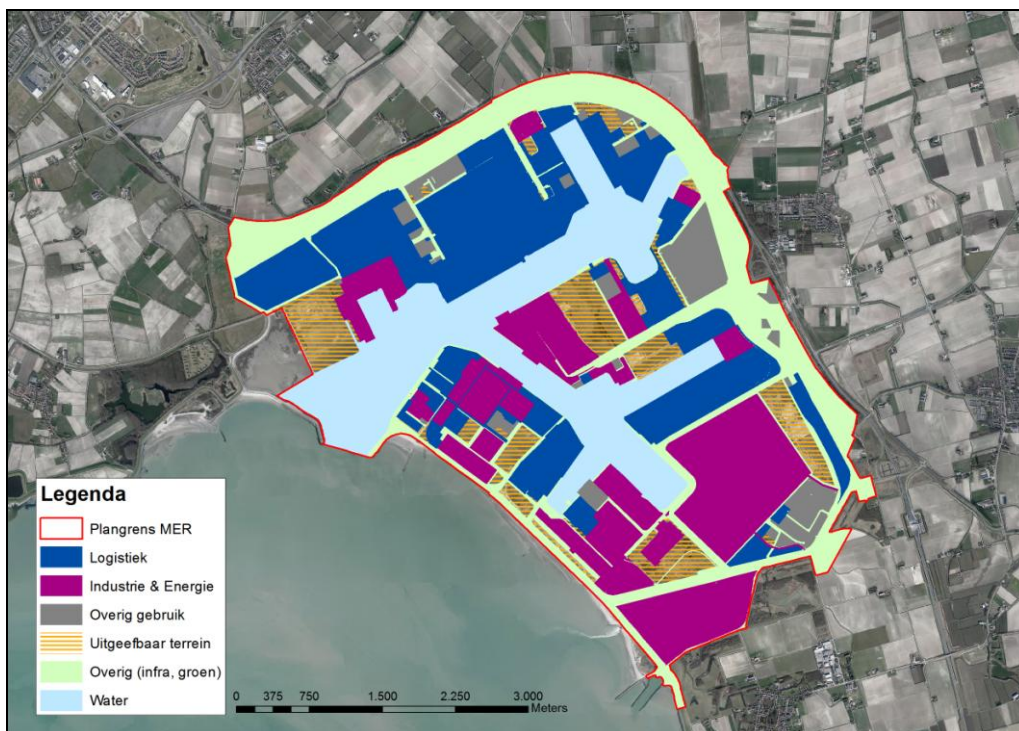 Legenda
Plangrens MER
Logistiek
Industrie & Energie
Overig gebruik
Uitgeefbaar terrein
Overig (infra, groen)
Water
0 375 750 1.500 2.250 3.000
Meters